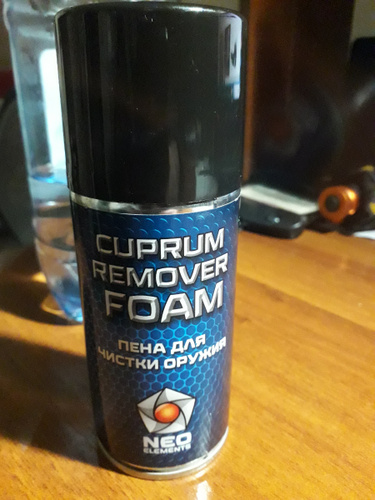 CUPRUM
REMOVER
FOAM
ПЕНА ДЛЯ
ЧИСТКИ ОРУЖИЯ
NEO
ELEMENTS